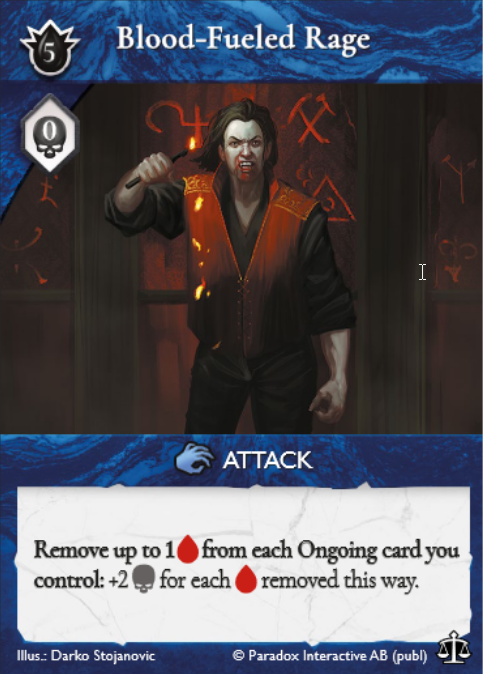 5
Blood-Fueled Rage
0
ATTACK
Remove up to 1 from each Ongoing card you
control: +2 for each removed this way.
Illus.: Darko Stojanovic
© Paradox Interactive AB (publ)